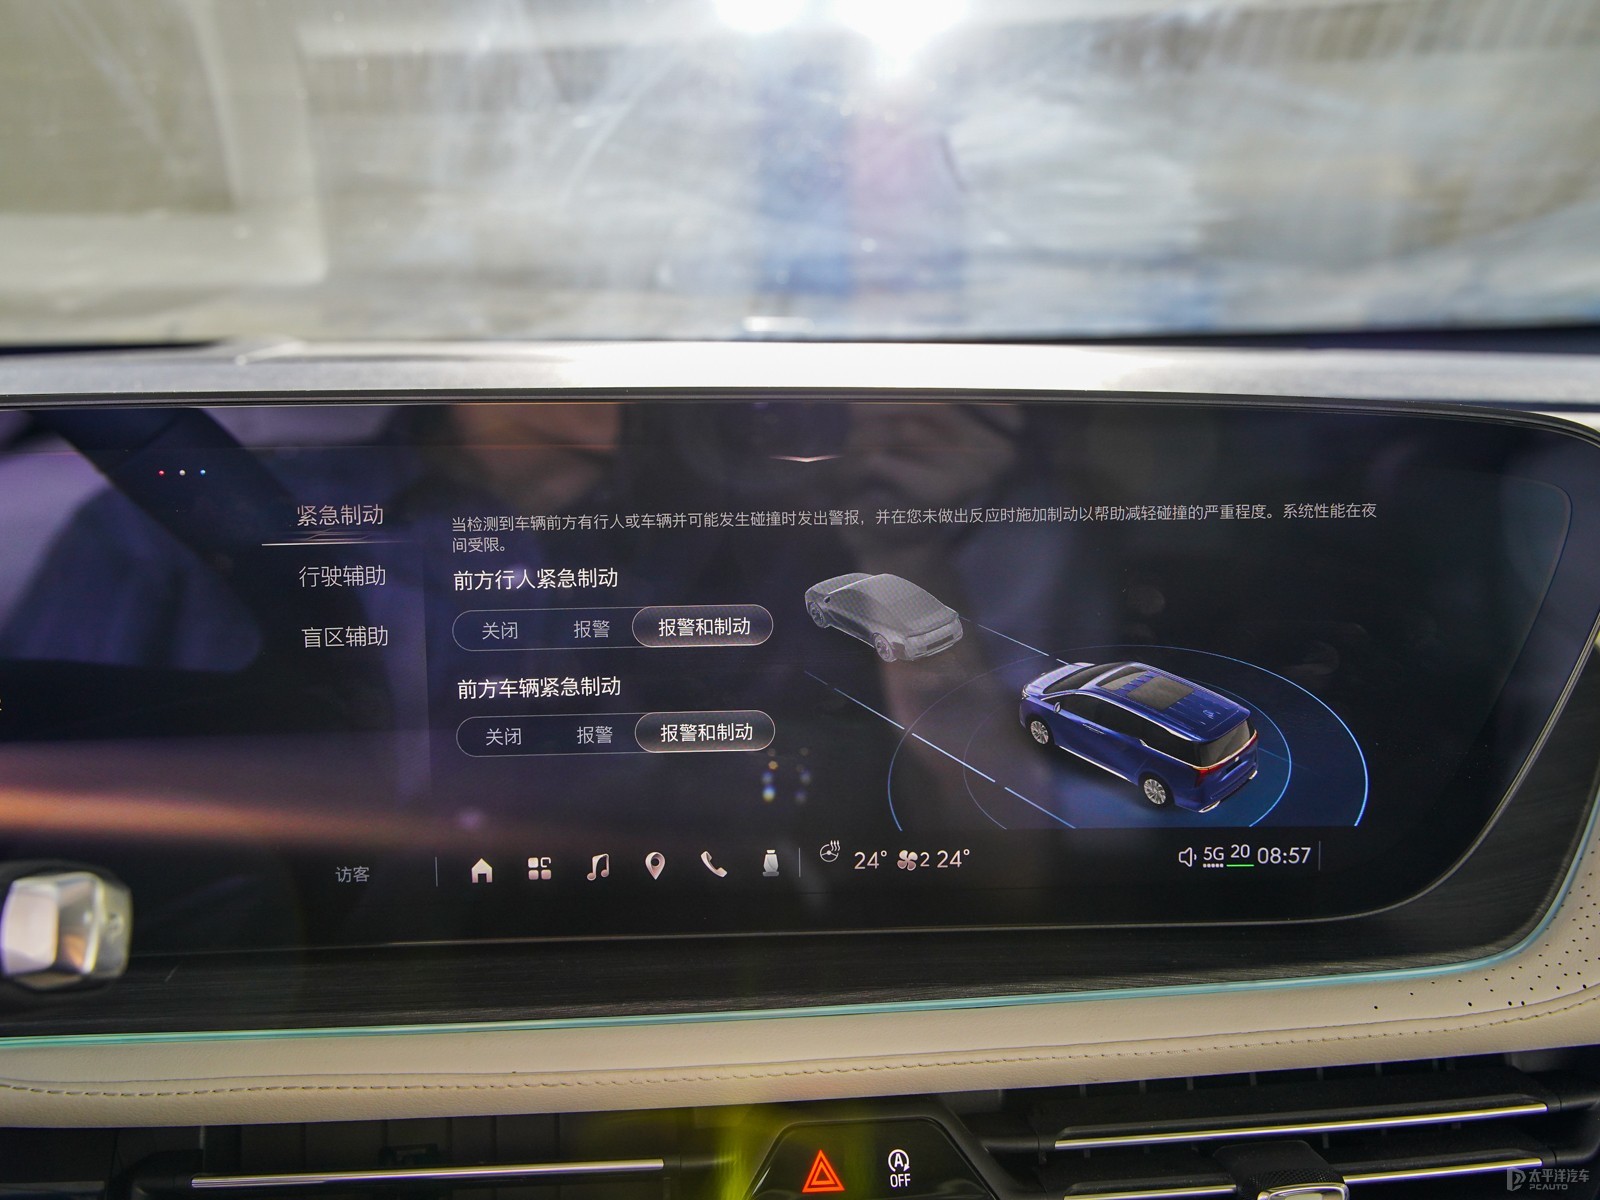 紧急制动
当检测到车辆前方有行人或车辆并可能发生碰撞时发出警报，并在您未做出反应时施加制动以帮助减轻碰撞的严重程度。系统性能在夜
间受限。
行驶辅助
前方行人紧急制动
关闭 报警 报警和制动
盲区辅助
前方车辆紧急制动
关闭 报警 报警和制动
访客
24° 2 24°
5G 20 08:57
A
OFF
太平洋汽车
PCAUTO